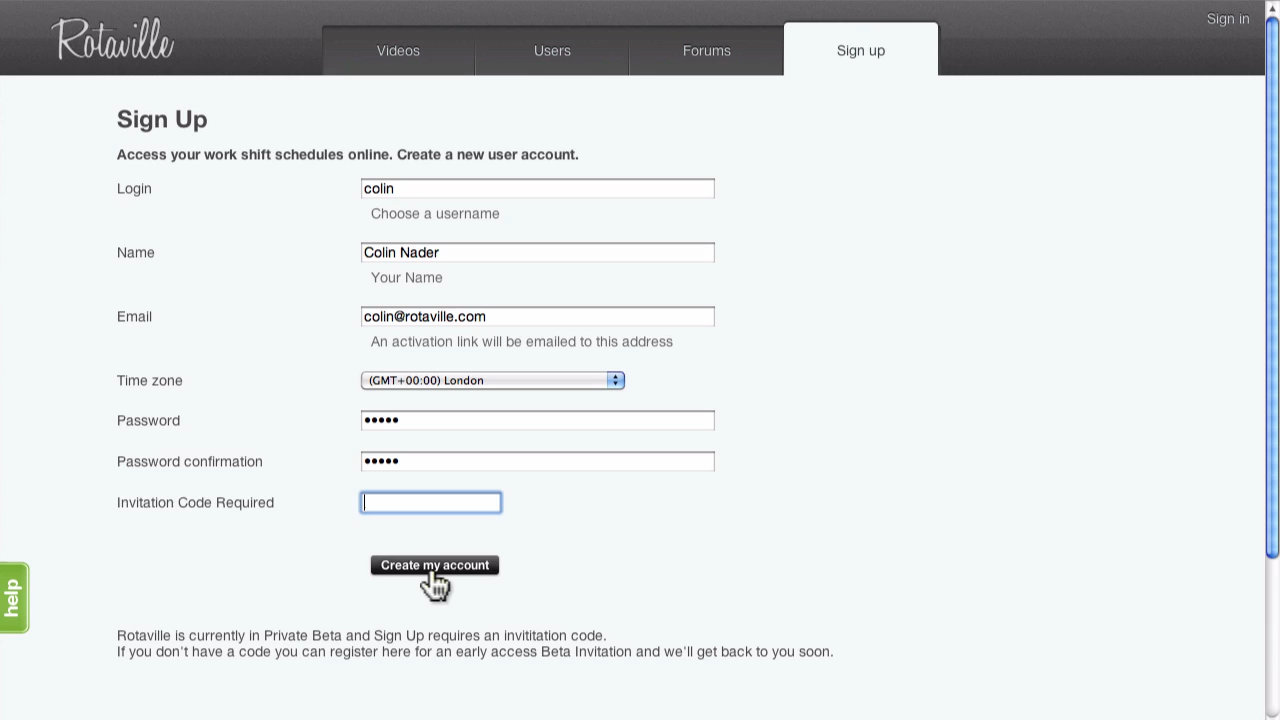 Rotaville
Videos
Users
Forums
Sign up
Sign in
Sign Up
Access your work shift schedules online. Create a new user account.
Login
colin
Choose a username
Name
Colin Nader
Your Name
Email
colin@rotaville.com
An activation link will be emailed to this address
Time zone
(GMT+00:00) London
Password
•••••
Password confirmation
•••••
Invitation Code Required
Create my account
help
Rotaville is currently in Private Beta and Sign Up requires an invititation code.
If you don't have a code you can register here for an early access Beta Invitation and we'll get back to you soon.